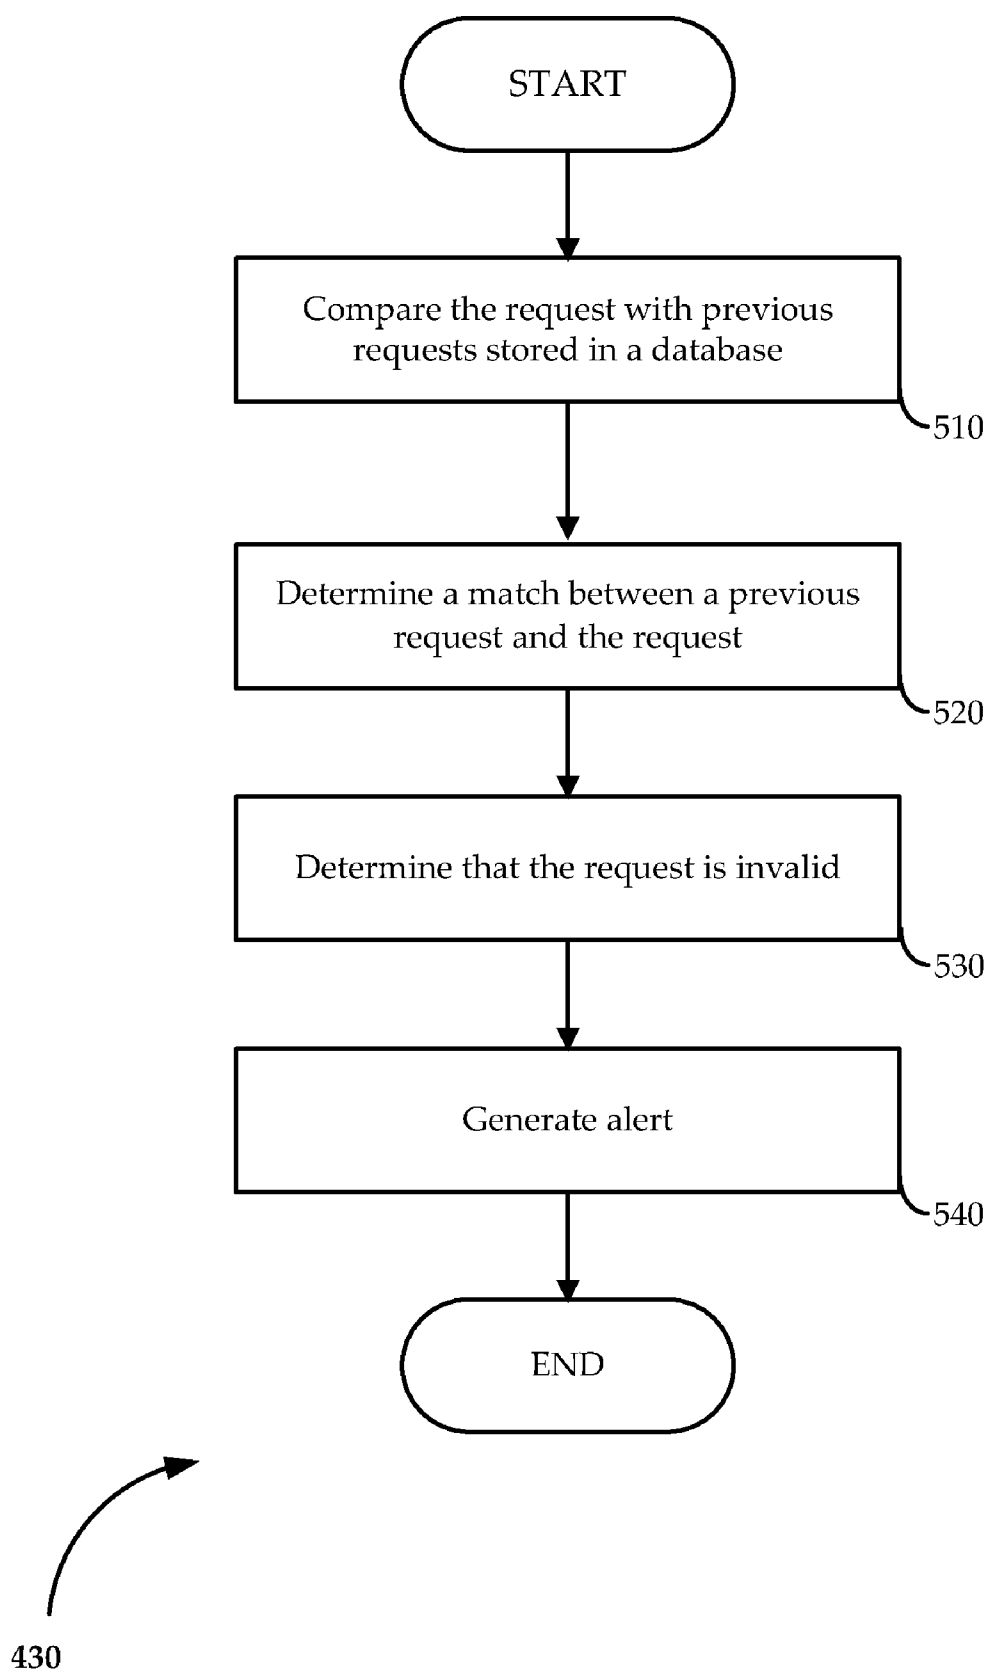 START
Compare the request with previous
requests stored in a database
510
Determine a match between a previous
request and the request
520
Determine that the request is invalid
530
Generate alert
540
END
430